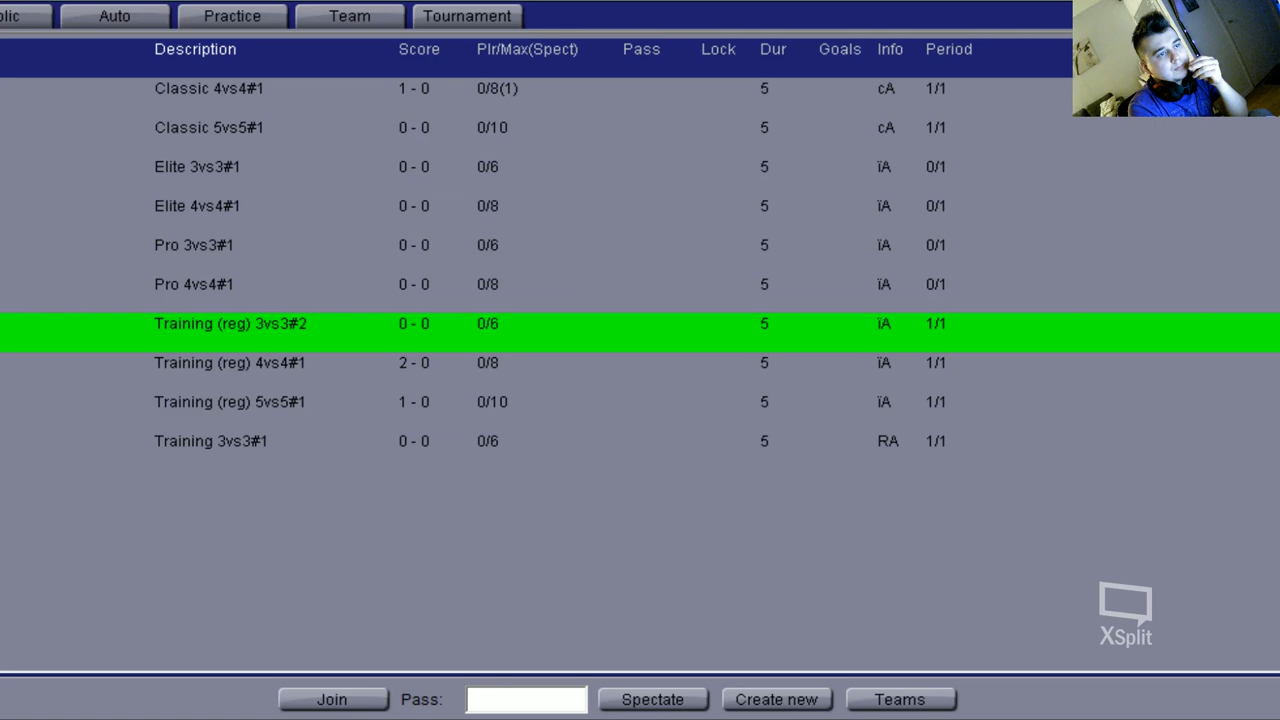 Auto Practice Team Tournament
Description Score Plr/Max(Spect) Pass Lock Dur Goals Info Period
Classic 4vs4#1 1 - 0 0/8(1) 5 cA 1/1
Classic 5vs5#1 0 - 0 0/10 5 cA 1/1
Elite 3vs3#1 0 - 0 0/6 5 ïA 0/1
Elite 4vs4#1 0 - 0 0/8 5 ïA 0/1
Pro 3vs3#1 0 - 0 0/6 5 ïA 0/1
Pro 4vs4#1 0 - 0 0/8 5 ïA 0/1
Training (reg) 3vs3#2 0 - 0 0/6 5 ïA 1/1
Training (reg) 4vs4#1 2 - 0 0/8 5 ïA 1/1
Training (reg) 5vs5#1 1 - 0 0/10 5 ïA 1/1
Training 3vs3#1 0 - 0 0/6 5 RA 1/1
XSplit
Join Pass: Spectate Create new Teams